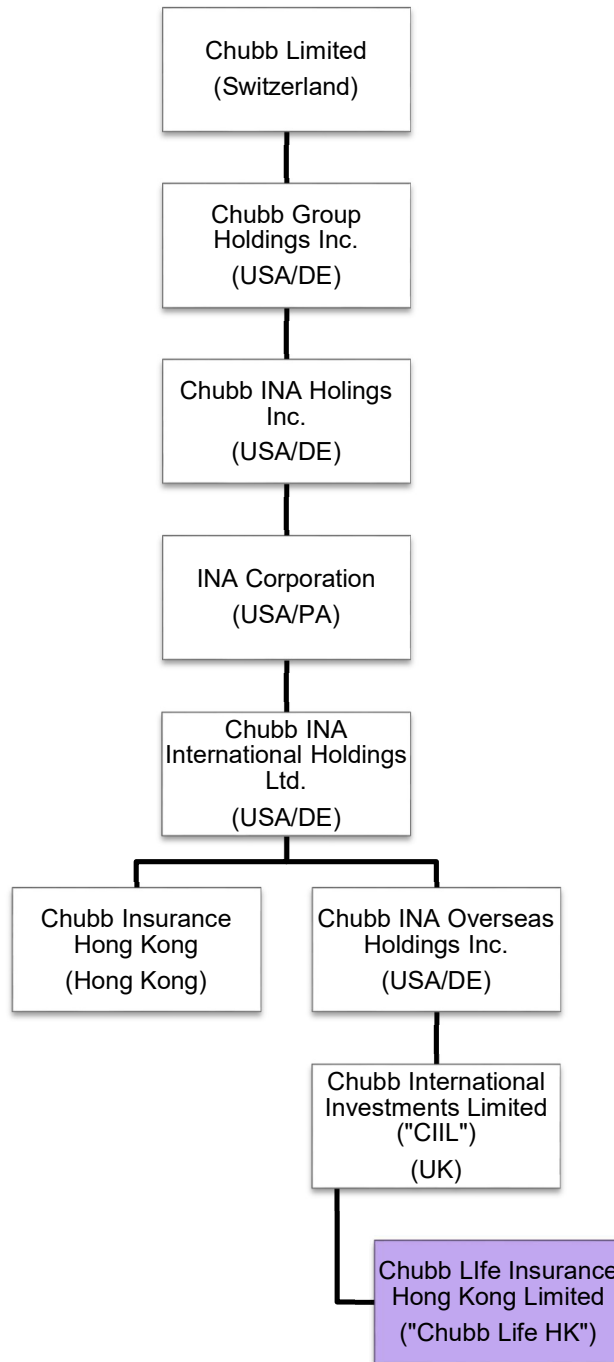 Chubb Limited
(Switzerland)
Chubb Group
Holdings Inc.
(USA/DE)
Chubb INA Holings
Inc.
(USA/DE)
INA Corporation
(USA/PA)
Chubb INA
International Holdings
Ltd.
(USA/DE)
Chubb Insurance
Hong Kong
(Hong Kong)
Chubb INA Overseas
Holdings Inc.
(USA/DE)
Chubb International
Investments Limited
("CIIL")
(UK)
Chubb LIfe Insurance
Hong Kong Limited
("Chubb Life HK")